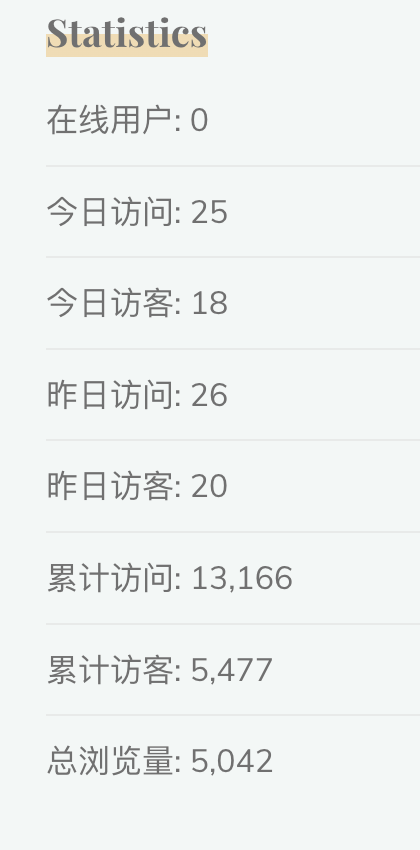 Statistics
在线用户: 0
今日访问: 25
今日访客: 18
昨日访问: 26
昨日访客: 20
累计访问: 13,166
累计访客: 5,477
总浏览量: 5,042